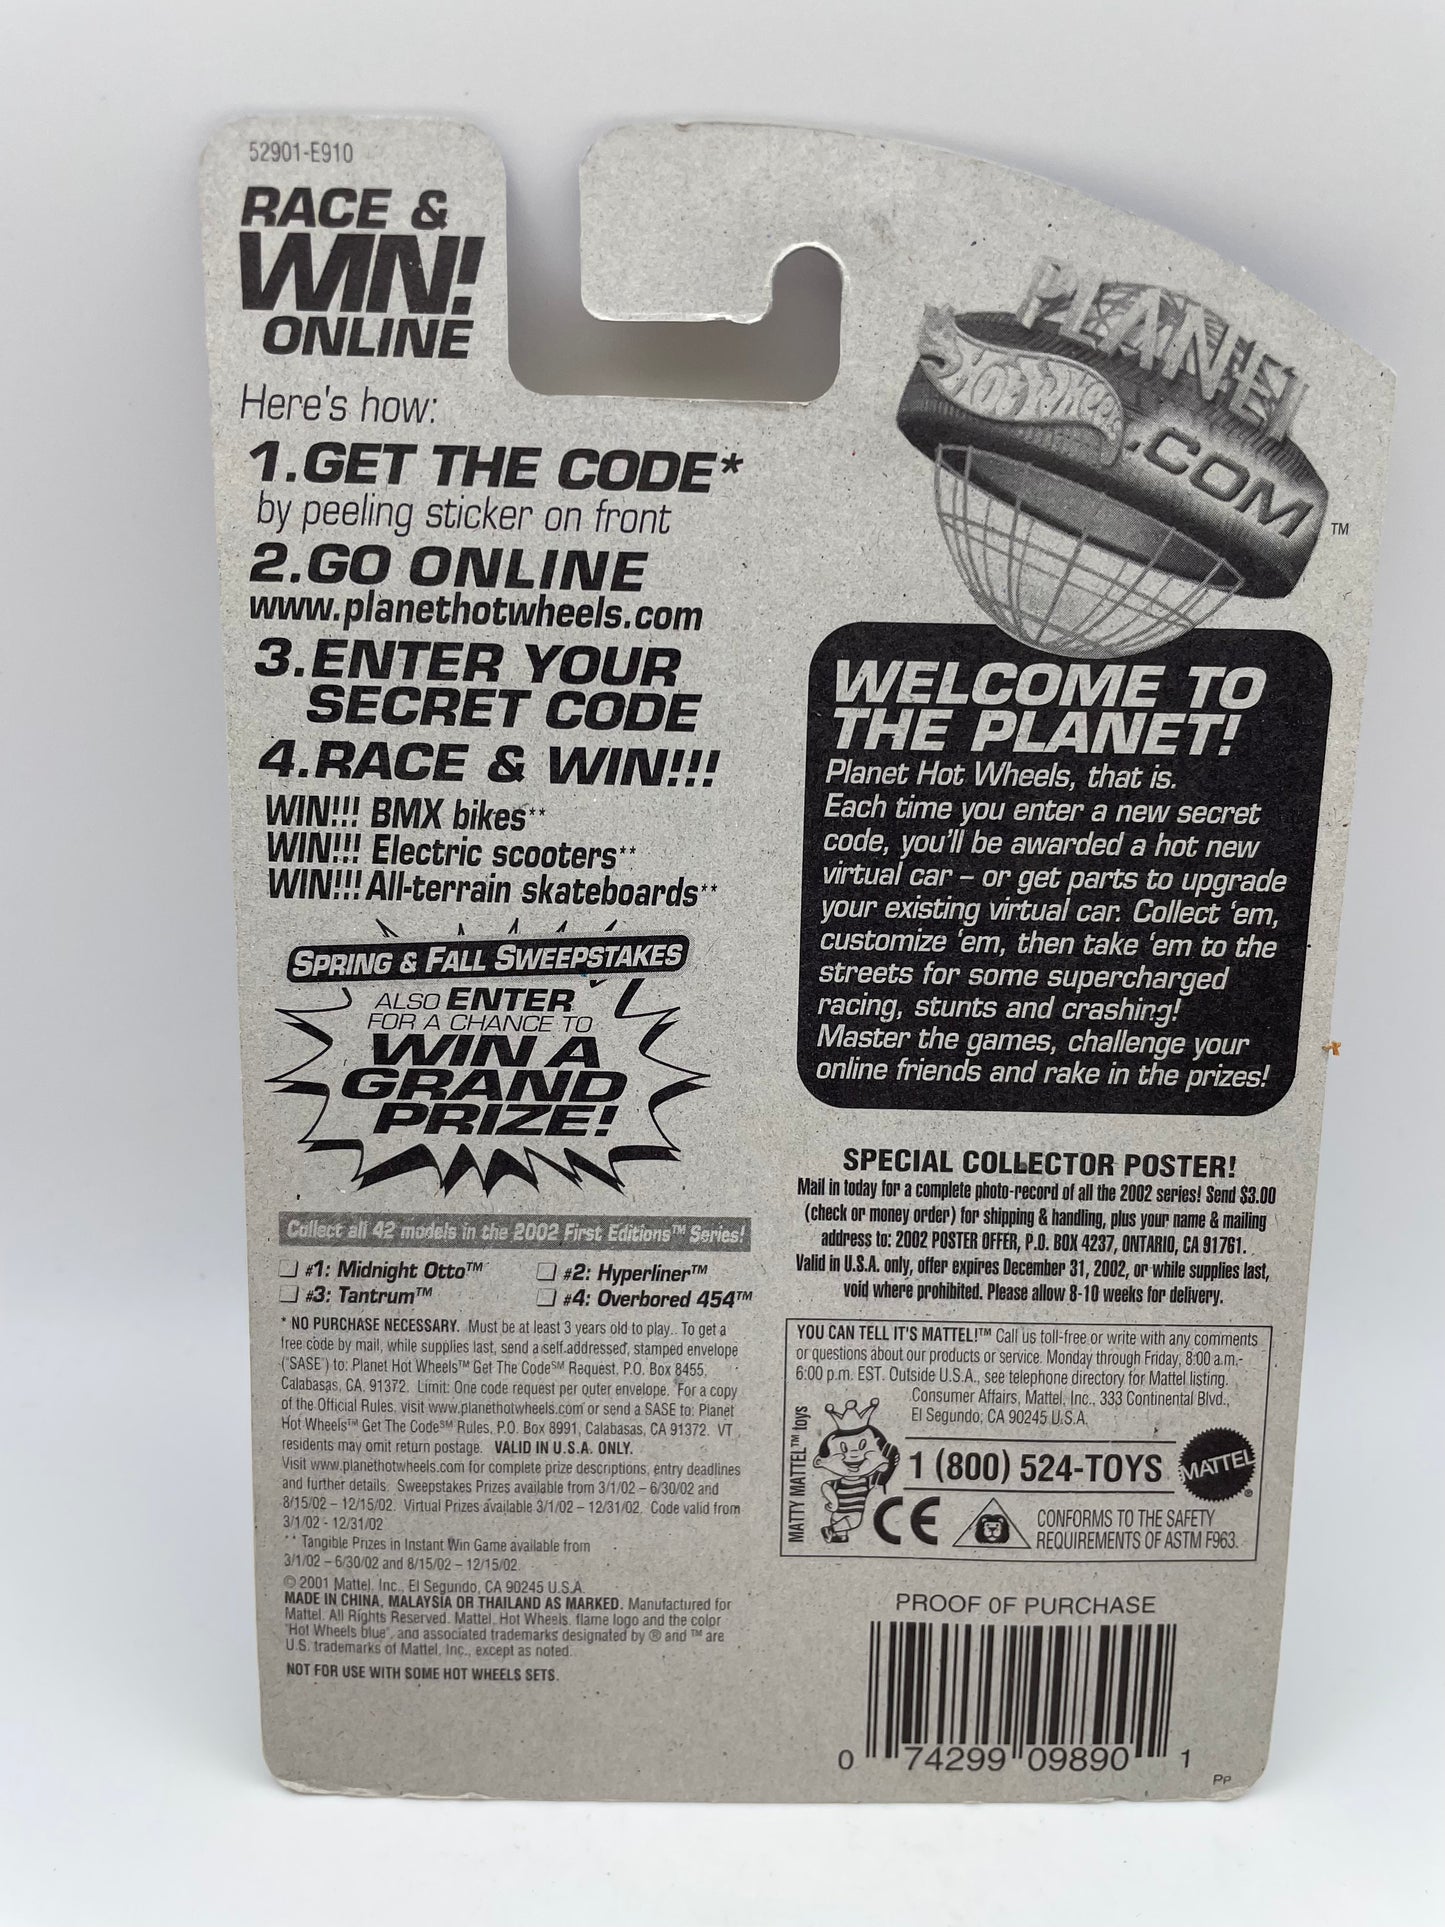 52901-E910
RACE &
WIN!
ONLINE
Here's how:
1.GET THE CODE*
by peeling sticker on front
2.GO ONLINE
www.planethotwheels.com
3.ENTER YOUR
SECRET CODE
4.RACE & WIN!!!
WIN!!! BMX bikes**
WIN!!! Electric scooters**
WIN!!! All-terrain skateboards**
SPRING & FALL SWEEPSTAKES
ALSO ENTER
FOR A CHANCE TO
WIN A
GRAND
PRIZE!
Collect all 42 models in the 2002 First Editions™ Series!
#1: Midnight Otto™ #2: Hyperliner™
#3: Tantrum™ #4: Overbored 454™
* NO PURCHASE NECESSARY. Must be at least 3 years old to play. To get a
free code by mail, while supplies last, send a self addressed, stamped envelope
("SASE") to: Planet Hot Wheels™ Get The Code℠ Request, P.O. Box 8455,
Calabasas, CA. 91372. Limit: One code request per outer envelope. For a copy
of the Official Rules, visit www.planethotwheels.com or send a SASE to: Planet
Hot Wheels™ Get The Code℠ Rules, P.O. Box 8991, Calabasas, CA 91372. VT
residents may omit return postage. VALID IN U.S.A. ONLY.
Visit www.planethotwheels.com for complete prize descriptions, entry deadlines
and further details. Sweepstakes Prizes available from 3/1/02 – 6/30/02 and
8/15/02 – 12/15/02. Virtual Prizes available 3/1/02 – 12/31/02. Code valid from
3/1/02 - 12/31/02
** Tangible Prizes in Instant Win Game available from
3/1/02 – 6/30/02 and 8/15/02 – 12/15/02.
© 2001 Mattel, Inc., El Segundo, CA 90245 U.S.A.
MADE IN CHINA, MALAYSIA OR THAILAND AS MARKED. Manufactured for
Mattel. All Rights Reserved. Mattel, Hot Wheels, flame logo and the color
"Hot Wheels blue", and associated trademarks designated by ® and ™ are
U.S. trademarks of Mattel, Inc., except as noted.
NOT FOR USE WITH SOME HOT WHEELS SETS.
PLANET
Hot Wheels
.COM
™
WELCOME TO
THE PLANET!
Planet Hot Wheels, that is.
Each time you enter a new secret
code, you'll be awarded a hot new
virtual car – or get parts to upgrade
your existing virtual car. Collect 'em,
customize 'em, then take 'em to the
streets for some supercharged
racing, stunts and crashing!
Master the games, challenge your
online friends and rake in the prizes!
SPECIAL COLLECTOR POSTER!
Mail in today for a complete photo-record of all the 2002 series! Send $3.00
(check or money order) for shipping & handling, plus your name & mailing
address to: 2002 POSTER OFFER, P.O. BOX 4237, ONTARIO, CA 91761.
Valid in U.S.A. only, offer expires December 31, 2002, or while supplies last,
void where prohibited. Please allow 8-10 weeks for delivery.
YOU CAN TELL IT'S MATTEL!™ Call us toll-free or write with any comments
or questions about our products or service. Monday through Friday, 8:00 a.m.-
6:00 p.m. EST. Outside U.S.A., see telephone directory for Mattel listing.
Consumer Affairs, Mattel, Inc., 333 Continental Blvd.,
El Segundo, CA 90245 U.S.A.
MATTY MATTEL™ toys
1 (800) 524-TOYS
MATTEL®
CE
CONFORMS TO THE SAFETY
REQUIREMENTS OF ASTM F963.
PROOF OF PURCHASE
0 74299 09890 1
PP